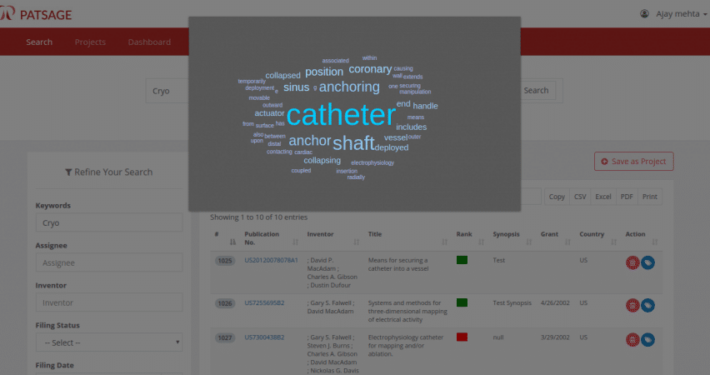 PATSAGE
Ajay mehta
Search Projects Dashboard
Cryo
Search
associated within
collapsed position coronary causing
wall extends
temporarily
deployment sinus anchoring one securing
manipulation
movable
outward
actuator catheter end handle
means
from surface has includes
also between anchor shaft vessel outer
upon distal deployed
contacting cardiac
collapsing electrophysiology
coupled insertion
radially
Save as Project
Refine Your Search
Copy CSV Excel PDF Print
Showing 1 to 10 of 10 entries
Keywords
Cryo
Assignee
Assignee
Inventor
Inventor
Filing Status
-- Select --
Filing Date
# Publication No. Inventor Title Rank Synopsis Grant Country Action
1025 ; David P. Means for securing a Test US
MacAdam ; catheter into a vessel
Charles A. Gibson
; Dustin Dufour
1026 US7255695B2 ; Gary S. Falwell ; Systems and methods for Test Synopsis 4/26/2002 US
David MacAdam three-dimensional mapping
of electrical activity
1027 US7300438B2 ; Gary S. Falwell ; Electrophysiology catheter null 3/29/2002 US
Steven J. Burns ; for mapping and/or
Charles A. Gibson ablation.
; David MacAdam
; Nickolas G. Davis